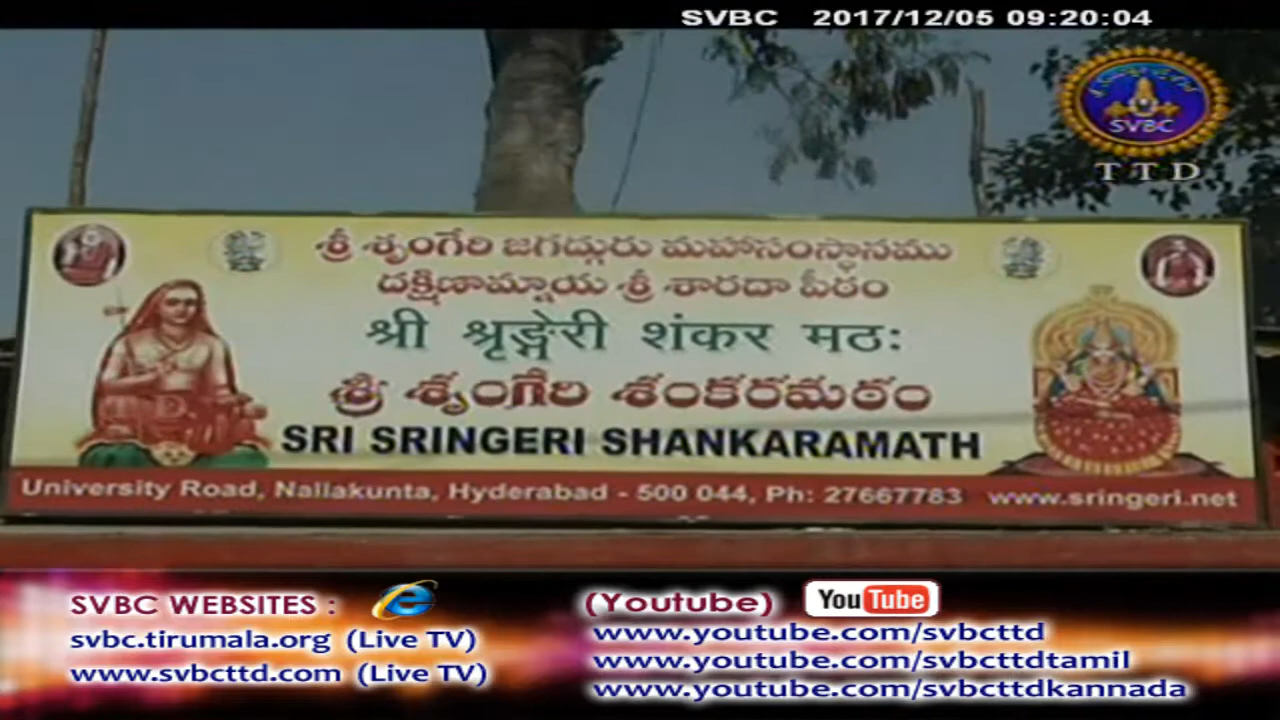 SVBC 2017/12/05 09:20:04
SVBC
TTD
శ్రీ శృంగేరి జగద్గురు మహాసంస్థానము
దక్షిణామ్నాయ శ్రీ శారదా పీఠం
श्री श्रृङ्गेरी शंकर मठः
శ్రీ శృంగేరి శంకరమఠం
SRI SRINGERI SHANKARAMATH
University Road, Nallakunta, Hyderabad - 500 044, Ph: 27667783 www.sringeri.net
SVBC WEBSITES :
svbc.tirumala.org (Live TV)
www.svbcttd.com (Live TV)
(Youtube) YouTube
www.youtube.com/svbcttd
www.youtube.com/svbcttdtamil
www.youtube.com/svbcttdkannada